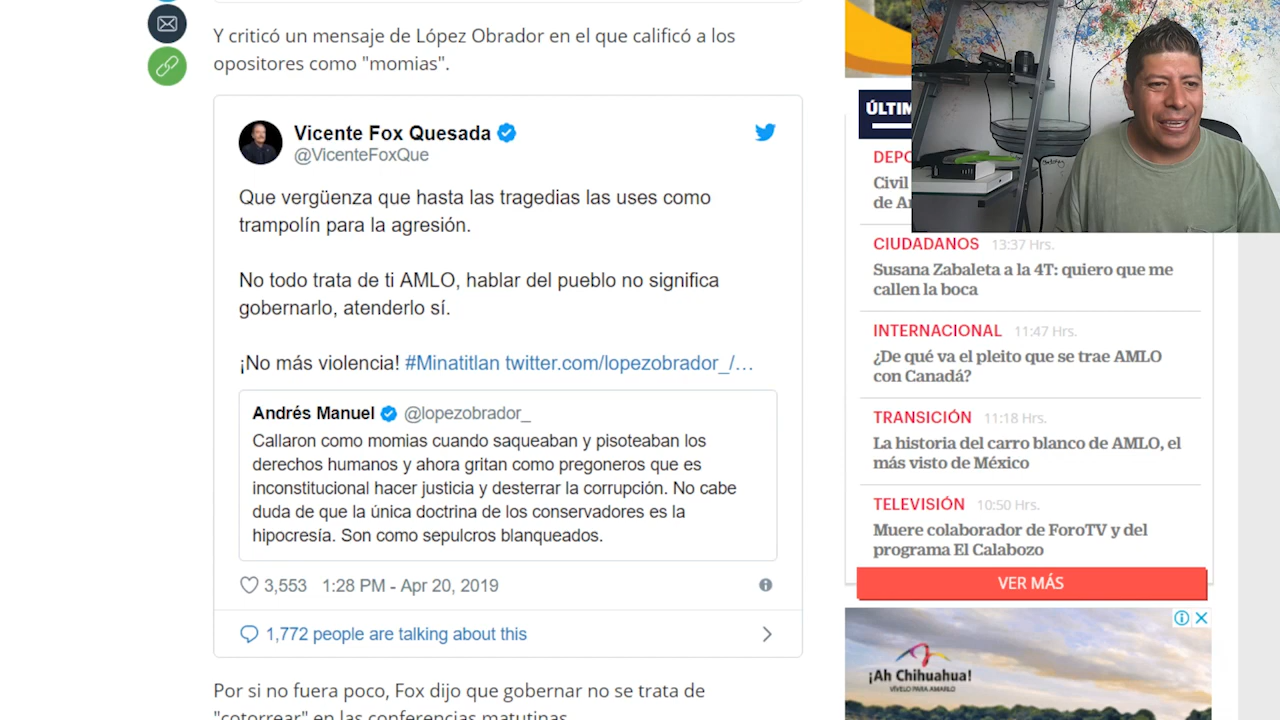 Y criticó un mensaje de López Obrador en el que calificó a los
opositores como "momias".
Vicente Fox Quesada
@VicenteFoxQue
Que vergüenza que hasta las tragedias las uses como
trampolín para la agresión.
No todo trata de ti AMLO, hablar del pueblo no significa
gobernarlo, atenderlo sí.
¡No más violencia! #Minatitlan twitter.com/lopezobrador_/…
Andrés Manuel @lopezobrador_
Callaron como momias cuando saqueaban y pisoteaban los
derechos humanos y ahora gritan como pregoneros que es
inconstitucional hacer justicia y desterrar la corrupción. No cabe
duda de que la única doctrina de los conservadores es la
hipocresía. Son como sepulcros blanqueados.
3,553 1:28 PM - Apr 20, 2019
1,772 people are talking about this
Por si no fuera poco, Fox dijo que gobernar no se trata de
"cotorrear" en las conferencias matutinas.
ÚLTIM
DEPO
Civil
de A
CIUDADANOS 13:37 Hrs.
Susana Zabaleta a la 4T: quiero que me
callen la boca
INTERNACIONAL 11:47 Hrs.
¿De qué va el pleito que se trae AMLO
con Canadá?
TRANSICIÓN 11:18 Hrs.
La historia del carro blanco de AMLO, el
más visto de México
TELEVISIÓN 10:50 Hrs.
Muere colaborador de ForoTV y del
programa El Calabozo
VER MÁS
¡Ah Chihuahua!
VÍVELO PARA AMARLO